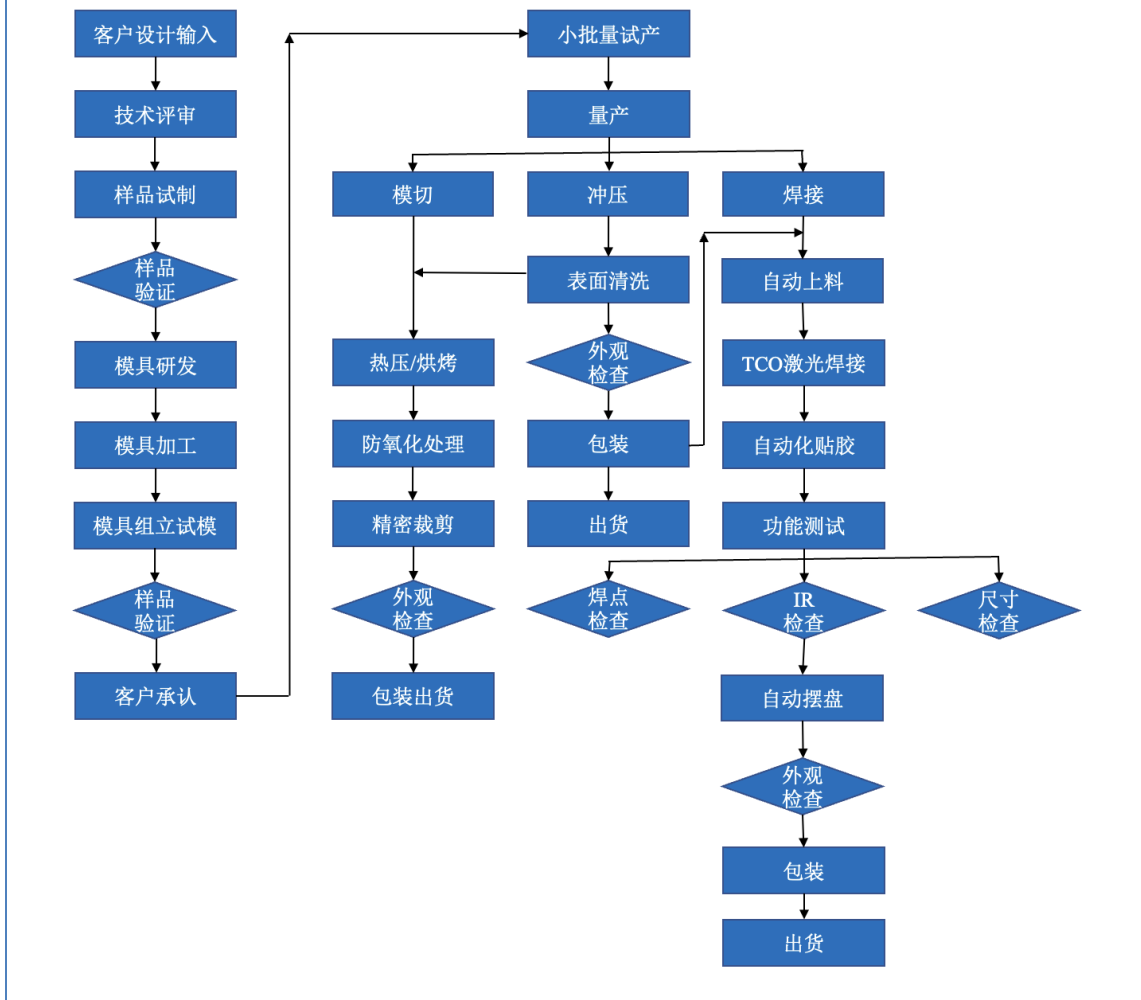 客户设计输入
技术评审
样品试制
样品
验证
模具研发
模具加工
模具组立试模
样品
验证
客户承认
小批量试产
量产
模切
热压/烘烤
防氧化处理
精密裁剪
外观
检查
包装出货
冲压
表面清洗
外观
检查
包装
出货
焊接
自动上料
TCO激光焊接
自动化贴胶
功能测试
焊点
检查
IR
检查
尺寸
检查
自动摆盘
外观
检查
包装
出货